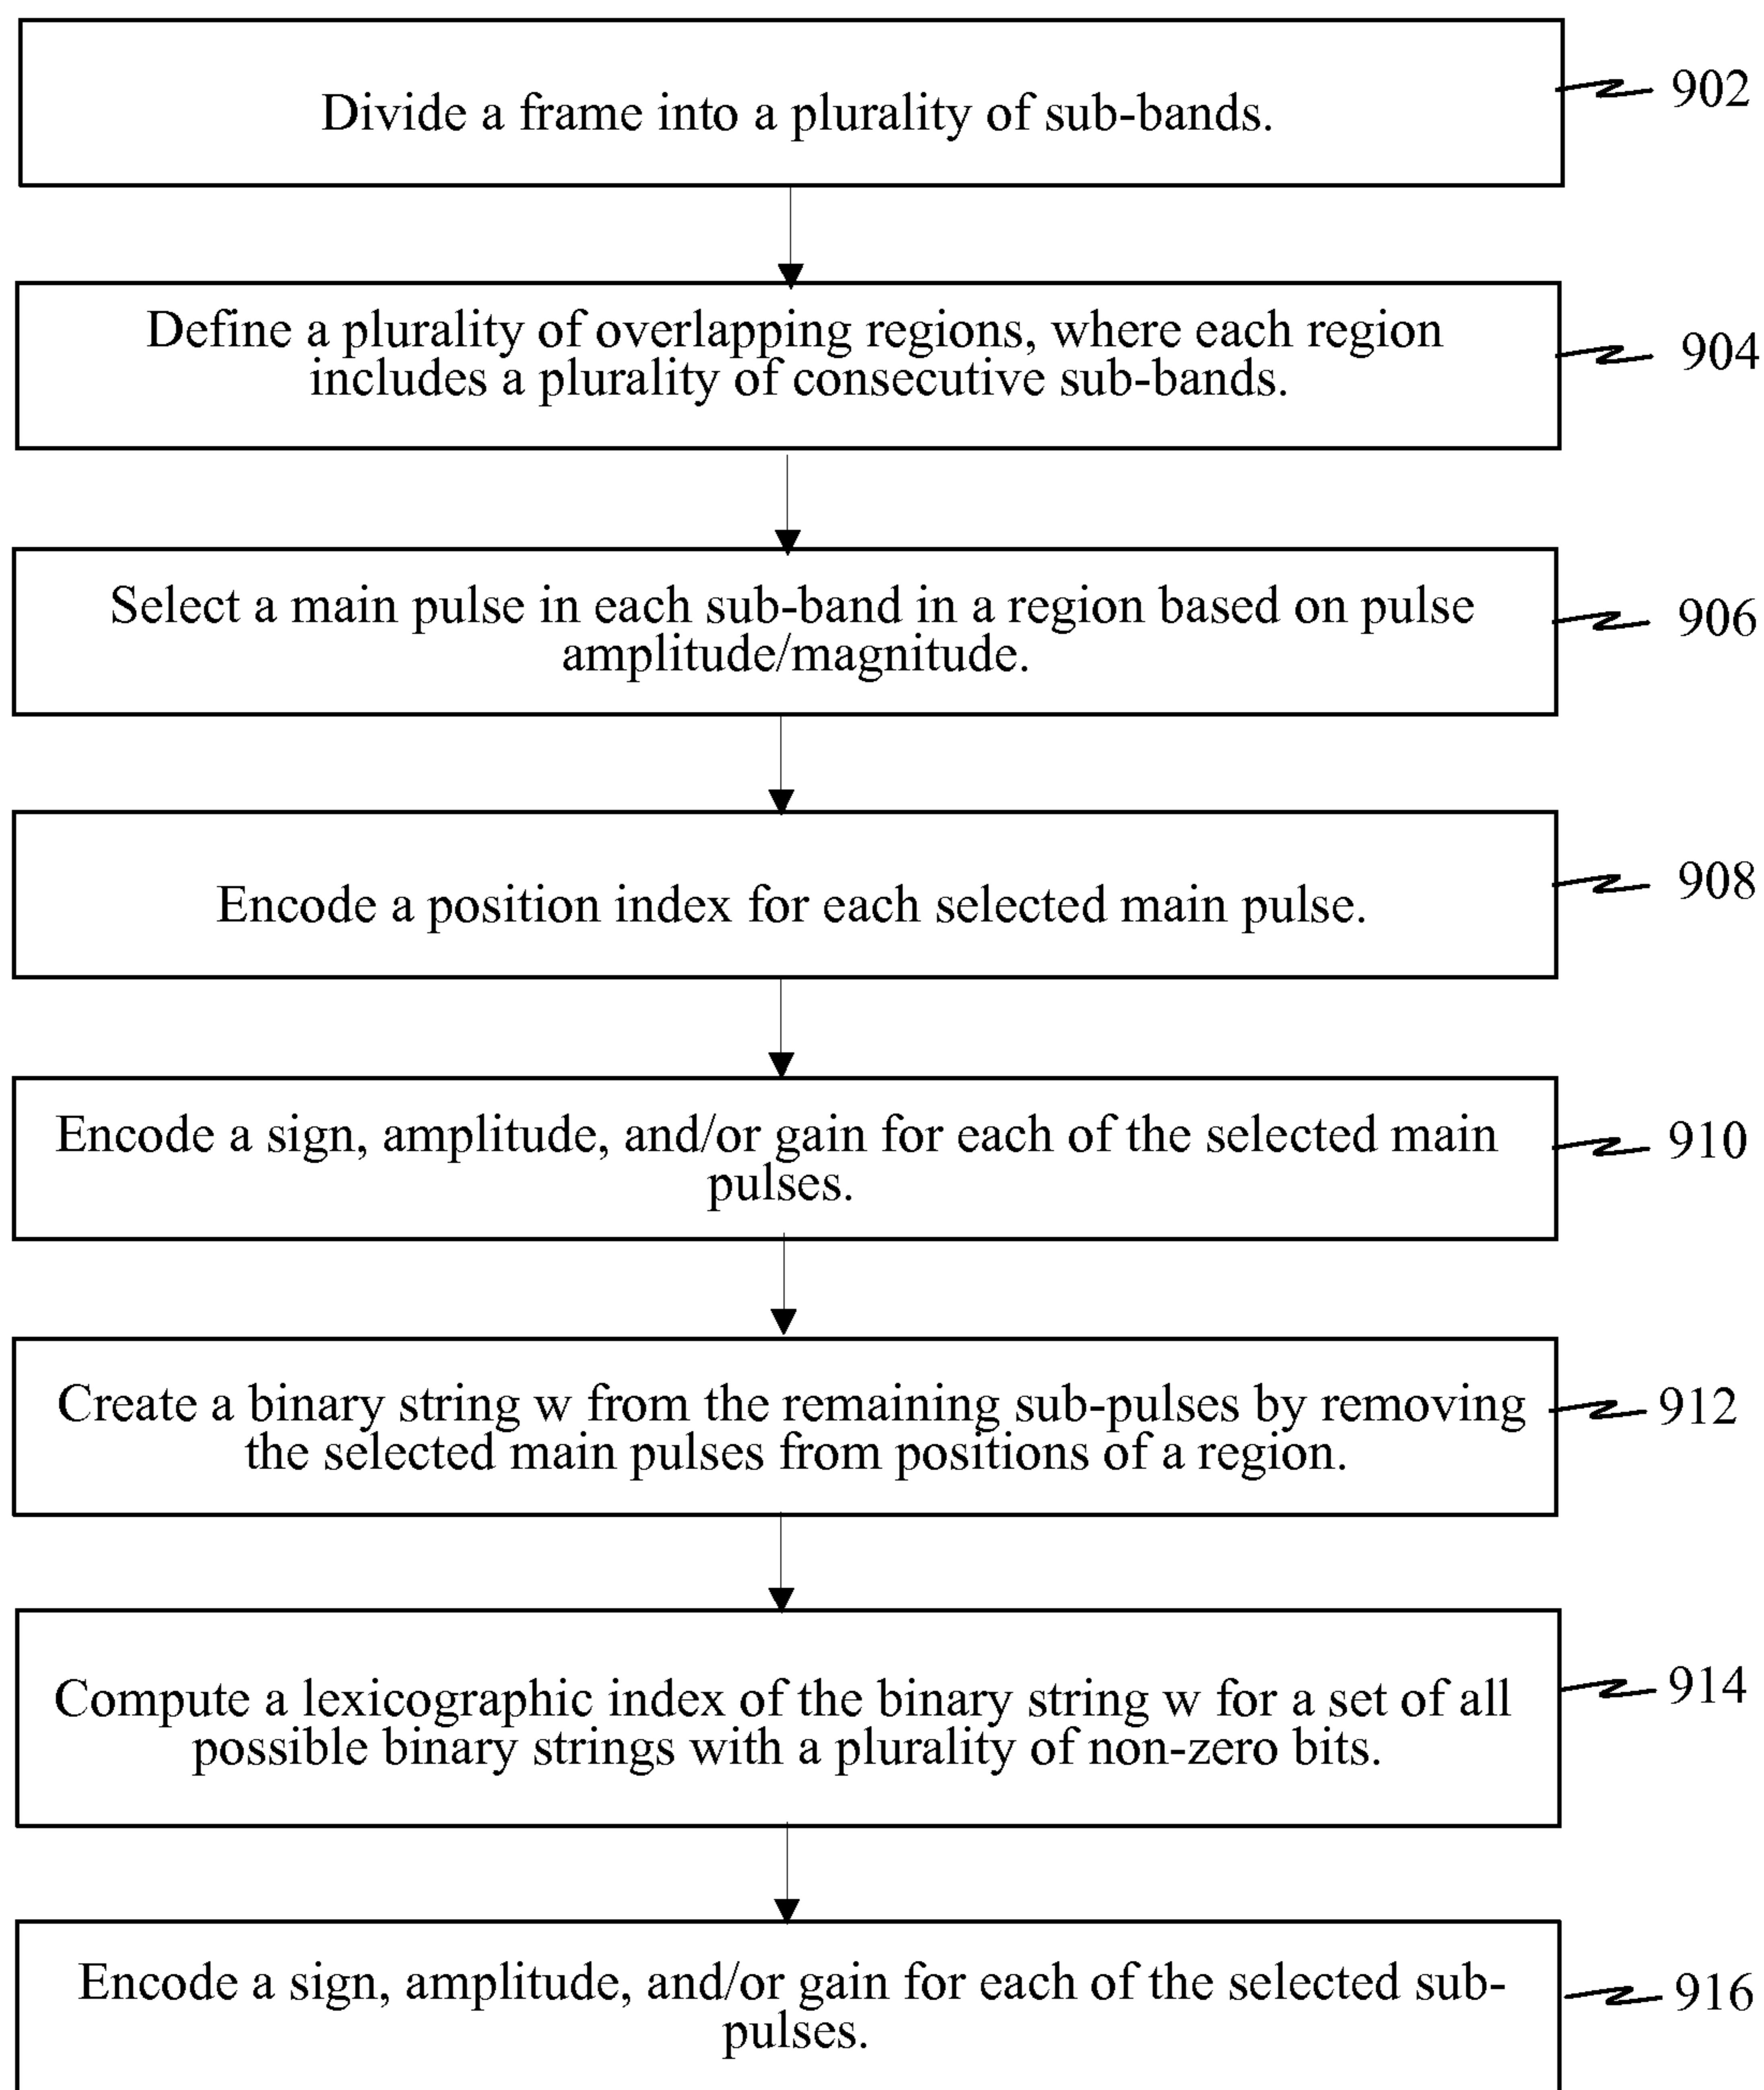 Divide a frame into a plurality of sub-bands.
902
Define a plurality of overlapping regions, where each region
includes a plurality of consecutive sub-bands.
904
Select a main pulse in each sub-band in a region based on pulse
amplitude/magnitude.
906
Encode a position index for each selected main pulse.
908
Encode a sign, amplitude, and/or gain for each of the selected main
pulses.
910
Create a binary string w from the remaining sub-pulses by removing
the selected main pulses from positions of a region.
912
Compute a lexicographic index of the binary string w for a set of all
possible binary strings with a plurality of non-zero bits.
914
Encode a sign, amplitude, and/or gain for each of the selected sub-
pulses.
916